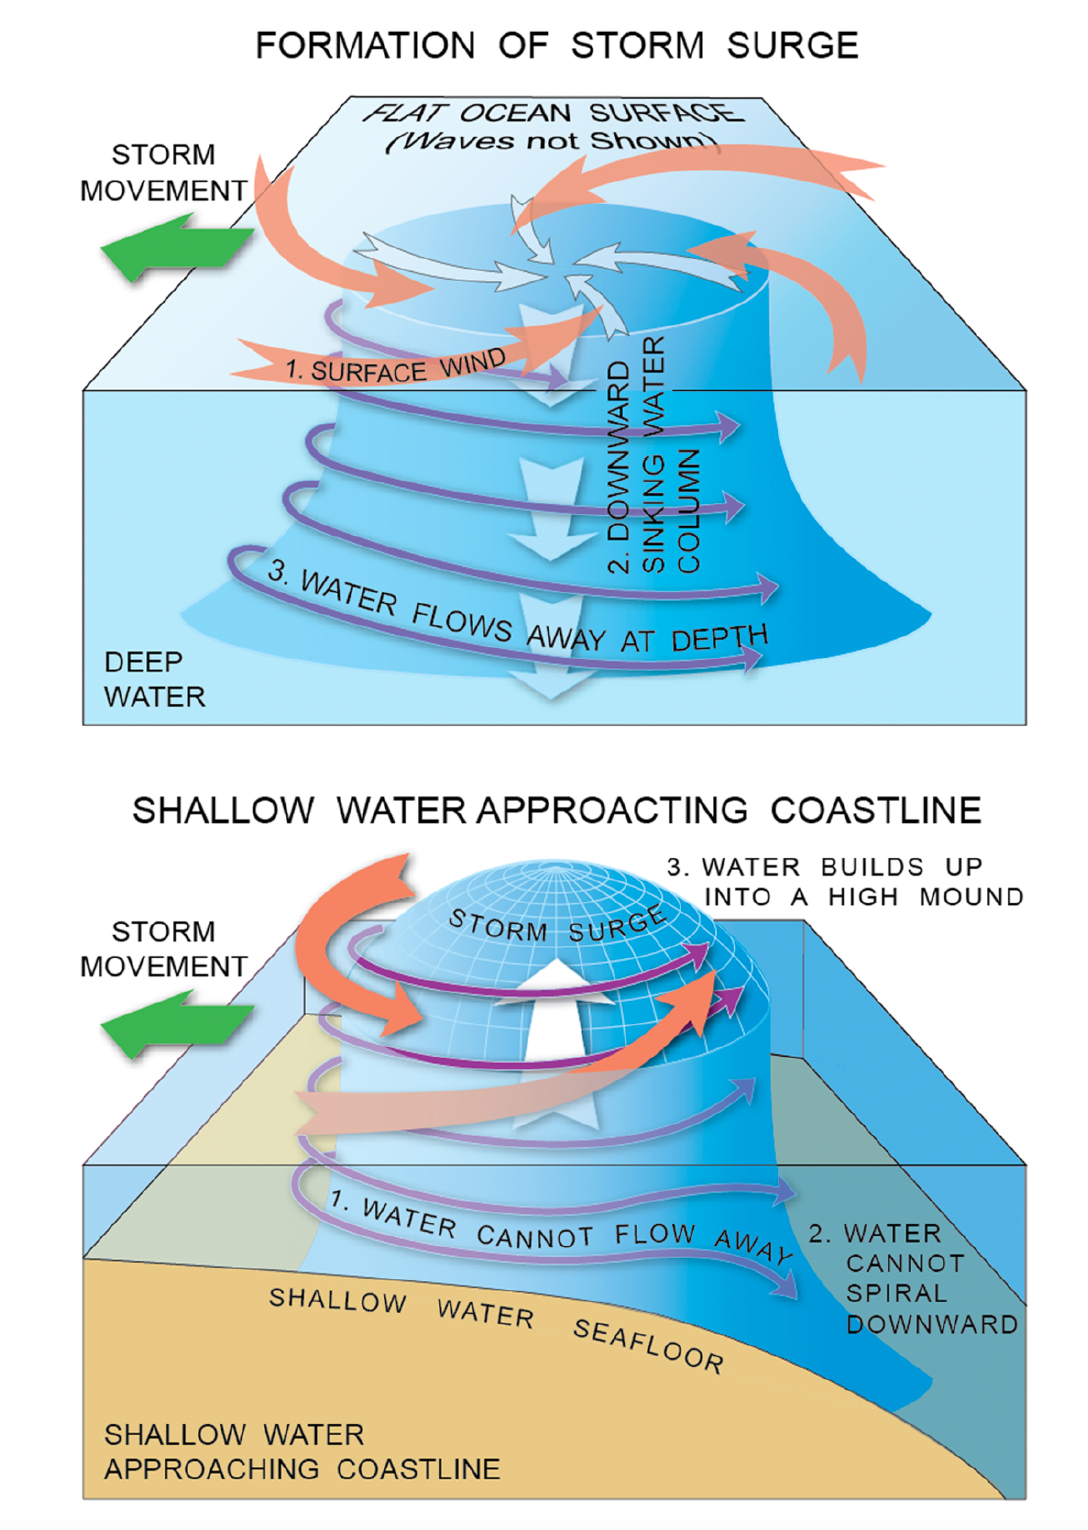 FORMATION OF STORM SURGE
FLAT OCEAN SURFACE
(Waves not Shown)
STORM
MOVEMENT
1. SURFACE WIND
2. DOWNWARD
SINKING WATER
COLUMN
3. WATER FLOWS AWAY AT DEPTH
DEEP
WATER
SHALLOW WATER APPROACTING COASTLINE
3. WATER BUILDS UP
INTO A HIGH MOUND
STORM SURGE
STORM
MOVEMENT
1. WATER CANNOT FLOW AWAY
2. WATER
CANNOT
SPIRAL
DOWNWARD
SHALLOW WATER SEAFLOOR
SHALLOW WATER
APPROACHING COASTLINE